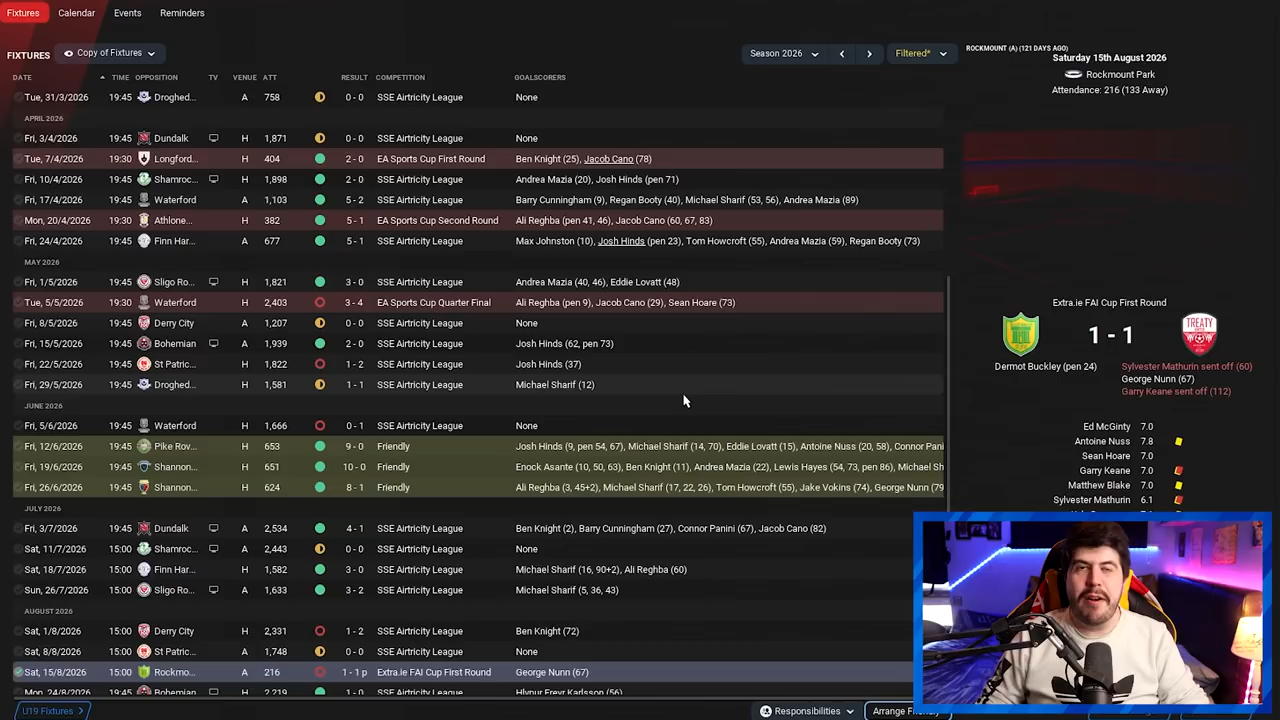 Fixtures Calendar Events Reminders
FIXTURES Copy of Fixtures Season 2026 Filtered*
DATE TIME OPPOSITION TV VENUE ATT RESULT COMPETITION GOALSCORERS
Tue, 31/3/2026 19:45 Droghed... A 758 0 - 0 SSE Airtricity League None
APRIL 2026
Fri, 3/4/2026 19:45 Dundalk H 1,871 0 - 0 SSE Airtricity League None
Tue, 7/4/2026 19:30 Longford... H 404 2 - 0 EA Sports Cup First Round Ben Knight (25), Jacob Cano (78)
Fri, 10/4/2026 19:45 Shamroc... H 1,898 2 - 0 SSE Airtricity League Andrea Mazia (20), Josh Hinds (pen 71)
Fri, 17/4/2026 19:45 Waterford A 1,103 5 - 2 SSE Airtricity League Barry Cunningham (9), Regan Booty (40), Michael Sharif (53, 56), Andrea Mazia (89)
Mon, 20/4/2026 19:30 Athlone... H 382 5 - 1 EA Sports Cup Second Round Ali Reghba (pen 41, 46), Jacob Cano (60, 67, 83)
Fri, 24/4/2026 19:45 Finn Har... A 677 5 - 1 SSE Airtricity League Max Johnston (10), Josh Hinds (pen 23), Tom Howcroft (55), Andrea Mazia (59), Regan Booty (73)
MAY 2026
Fri, 1/5/2026 19:45 Sligo Ro... H 1,821 3 - 0 SSE Airtricity League Andrea Mazia (40, 46), Eddie Lovatt (48)
Tue, 5/5/2026 19:30 Waterford H 2,403 3 - 4 EA Sports Cup Quarter Final Ali Reghba (pen 9), Jacob Cano (29), Sean Hoare (73)
Fri, 8/5/2026 19:45 Derry City A 1,207 0 - 0 SSE Airtricity League None
Fri, 15/5/2026 19:45 Bohemian A 1,939 2 - 0 SSE Airtricity League Josh Hinds (62, pen 73)
Fri, 22/5/2026 19:45 St Patric... H 1,822 1 - 2 SSE Airtricity League Josh Hinds (37)
Fri, 29/5/2026 19:45 Droghed... H 1,581 1 - 1 SSE Airtricity League Michael Sharif (12)
JUNE 2026
Fri, 5/6/2026 19:45 Waterford H 1,666 0 - 1 SSE Airtricity League None
Fri, 12/6/2026 19:45 Pike Rov... H 653 9 - 0 Friendly Josh Hinds (9, pen 54, 67), Michael Sharif (14, 70), Eddie Lovatt (15), Antoine Nuss (20, 58), Connor Pani
Fri, 19/6/2026 19:45 Shannon... H 651 10 - 0 Friendly Enock Asante (10, 50, 63), Ben Knight (11), Andrea Mazia (22), Lewis Hayes (54, 73, pen 86), Michael Sh
Fri, 26/6/2026 19:45 Shannon... H 624 8 - 1 Friendly Ali Reghba (3, 45+2), Michael Sharif (17, 22, 26), Tom Howcroft (55), Jake Vokins (74), George Nunn (79
JULY 2026
Fri, 3/7/2026 19:45 Dundalk A 2,534 4 - 1 SSE Airtricity League Ben Knight (2), Barry Cunningham (27), Connor Panini (67), Jacob Cano (82)
Sat, 11/7/2026 15:00 Shamroc... A 2,443 0 - 0 SSE Airtricity League None
Sat, 18/7/2026 15:00 Finn Har... H 1,582 3 - 0 SSE Airtricity League Michael Sharif (16, 90+2), Ali Reghba (60)
Sun, 26/7/2026 15:00 Sligo Ro... A 1,633 3 - 2 SSE Airtricity League Michael Sharif (5, 36, 43)
AUGUST 2026
Sat, 1/8/2026 15:00 Derry City H 2,331 1 - 2 SSE Airtricity League Ben Knight (72)
Sat, 8/8/2026 15:00 St Patric... A 1,748 0 - 0 SSE Airtricity League None
Sat, 15/8/2026 15:00 Rockmo... A 216 1 - 1 p Extra.ie FAI Cup First Round George Nunn (67)
Mon, 24/8/2026 19:45 Bohemian H 2,219 1 - 0 SSE Airtricity League Hlynur Freyr Karlsson (56)
U19 Fixtures Responsibilities Arrange Friendly
ROCKMOUNT (A) (121 DAYS AGO)
Saturday 15th August 2026
Rockmount Park
Attendance: 216 (133 Away)
Extra.ie FAI Cup First Round
1 - 1
TREATY
Dermot Buckley (pen 24) Sylvester Mathurin sent off (60)
George Nunn (67)
Garry Keane sent off (112)
Ed McGinty 7.0
Antoine Nuss 7.8
Sean Hoare 7.0
Garry Keane 7.0
Matthew Blake 7.0
Sylvester Mathurin 6.1